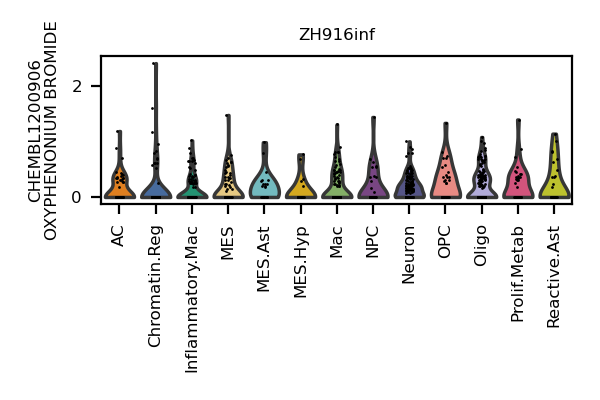 ZH916inf
CHEMBL1200906
OXYPHENONIUM BROMIDE
2
0
AC
Chromatin.Reg
Inflammatory.Mac
MES
MES.Ast
MES.Hyp
Mac
NPC
Neuron
OPC
Oligo
Prolif.Metab
Reactive.Ast